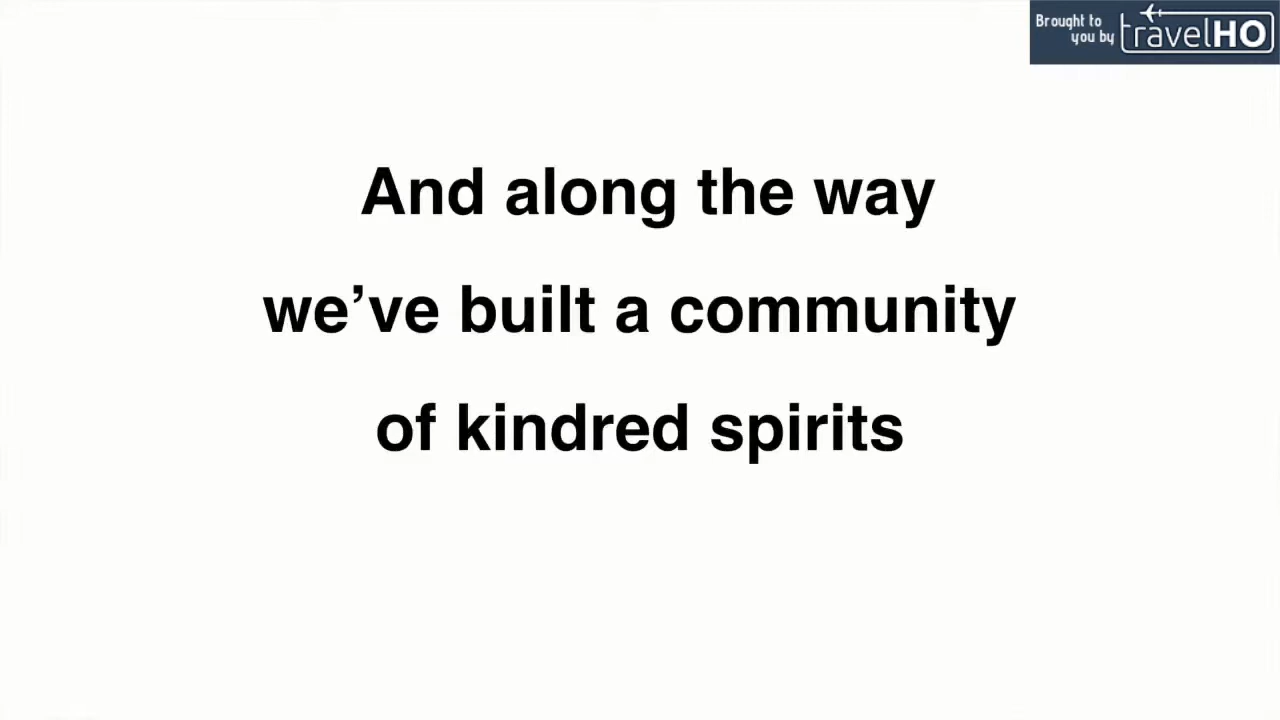 Brought to
you by travelHO
And along the way
we’ve built a community
of kindred spirits